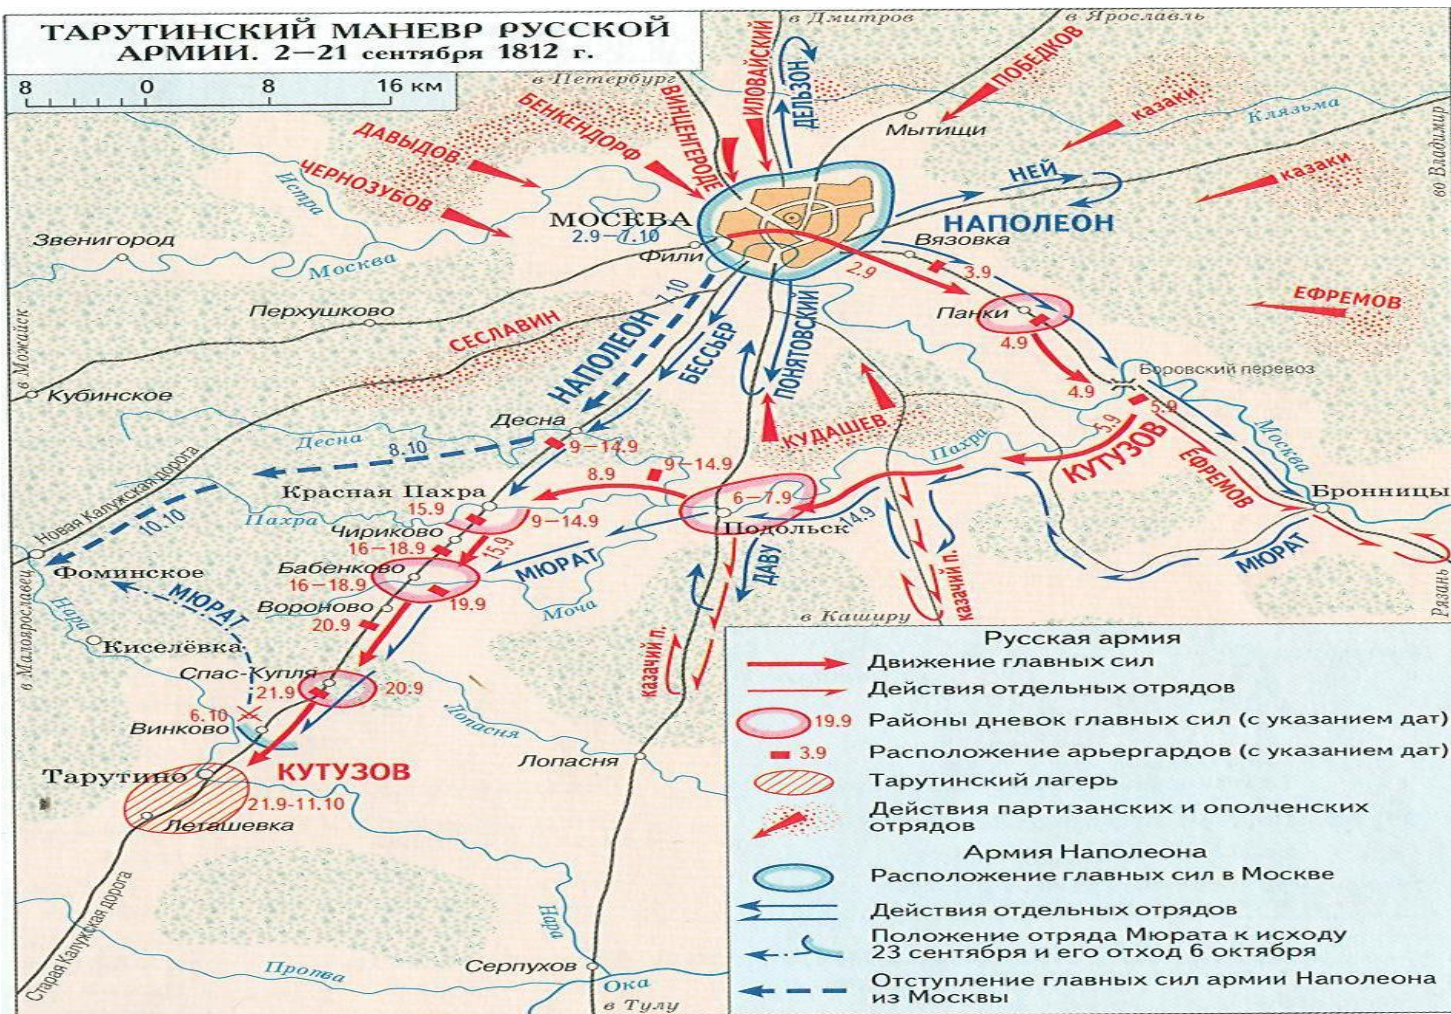 ТАРУТИНСКИЙ МАНЕВР РУССКОЙ
АРМИИ. 2—21 сентября 1812 г.
8 0 8 16 км
в Петербург
в Дмитров
в Ярославль
во Владимир
ВИНЦЕНГЕРОДЕ
ИЛОВАЙСКИЙ
ДЕЛЬЗОН
ПОБЕДКОВ
казаки
Клязьма
Мытищи
БЕНКЕНДОРФ
ДАВЫДОВ
ЧЕРНОЗУБОВ
казаки
НЕЙ
НАПОЛЕОН
Истра
МОСКВА
2.9–7.10
Звенигород
Москва
Фили
Вязовка
2.9
3.9
ЕФРЕМОВ
Перхушково
Панки
4.9
7.10
СЕСЛАВИН
НАПОЛЕОН
БЕССЬЕР
ПОНЯТОВСКИЙ
в Можайск
Кубинское
Боровский перевоз
4.9
5.9
5.9
Десна
Десна
8.10
9–14.9
КУДАШЕВ
Пахра
КУТУЗОВ
ЕФРЕМОВ
Москва
Новая Калужская дорога
Красная Пахра
8.9
9–14.9
6–7.9
Бронницы
15.9
Пахра
9–14.9
Подольск
14.9
10.10
Чириково
16–18.9
15.9
МЮРАТ
ДАВУ
МЮРАТ
Фоминское
Бабенково
16–18.9
казачий п.
Рязань
МЮРАТ
Вороново
19.9
Моча
в Каширу
Нара
20.9
Киселёвка
в Малоярославец
казачий п.
Спас-Купля
21.9
20.9
6.10
Винково
Лопасня
Лопасня
Тарутино
КУТУЗОВ
21.9-11.10
Леташевка
Старая Калужская дорога
Нара
Протва
Серпухов
Ока
в Тулу
Русская армия
Движение главных сил
Действия отдельных отрядов
19.9 Районы дневок главных сил (с указанием дат)
3.9 Расположение арьергардов (с указанием дат)
Тарутинский лагерь
Действия партизанских и ополченских
отрядов
Армия Наполеона
Расположение главных сил в Москве
Действия отдельных отрядов
Положение отряда Мюрата к исходу
23 сентября и его отход 6 октября
Отступление главных сил армии Наполеона
из Москвы